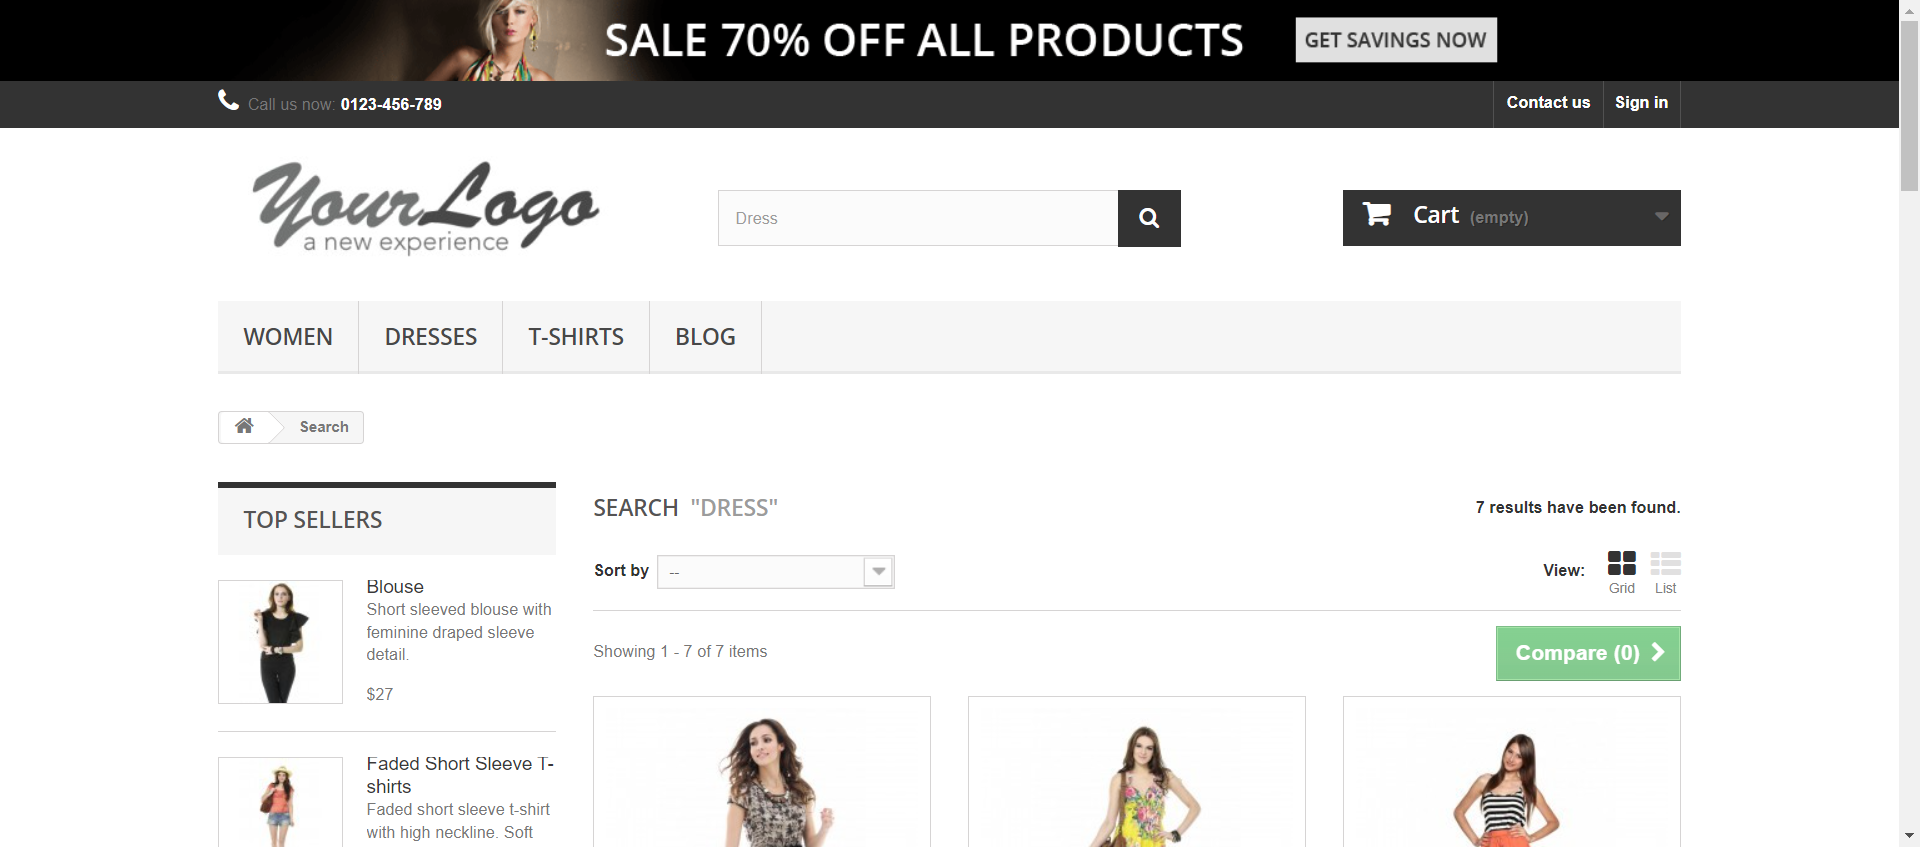 SALE 70% OFF ALL PRODUCTS GET SAVINGS NOW
Call us now: 0123-456-789
Contact us
Sign in
YourLogo
a new experience
Dress
Cart (empty)
WOMEN
DRESSES
T-SHIRTS
BLOG
Search
TOP SELLERS
Blouse
Short sleeved blouse with
feminine draped sleeve
detail.
$27
Faded Short Sleeve T-
shirts
Faded short sleeve t-shirt
with high neckline. Soft
SEARCH "DRESS"
7 results have been found.
Sort by --
View:
Grid
List
Showing 1 - 7 of 7 items
Compare (0)